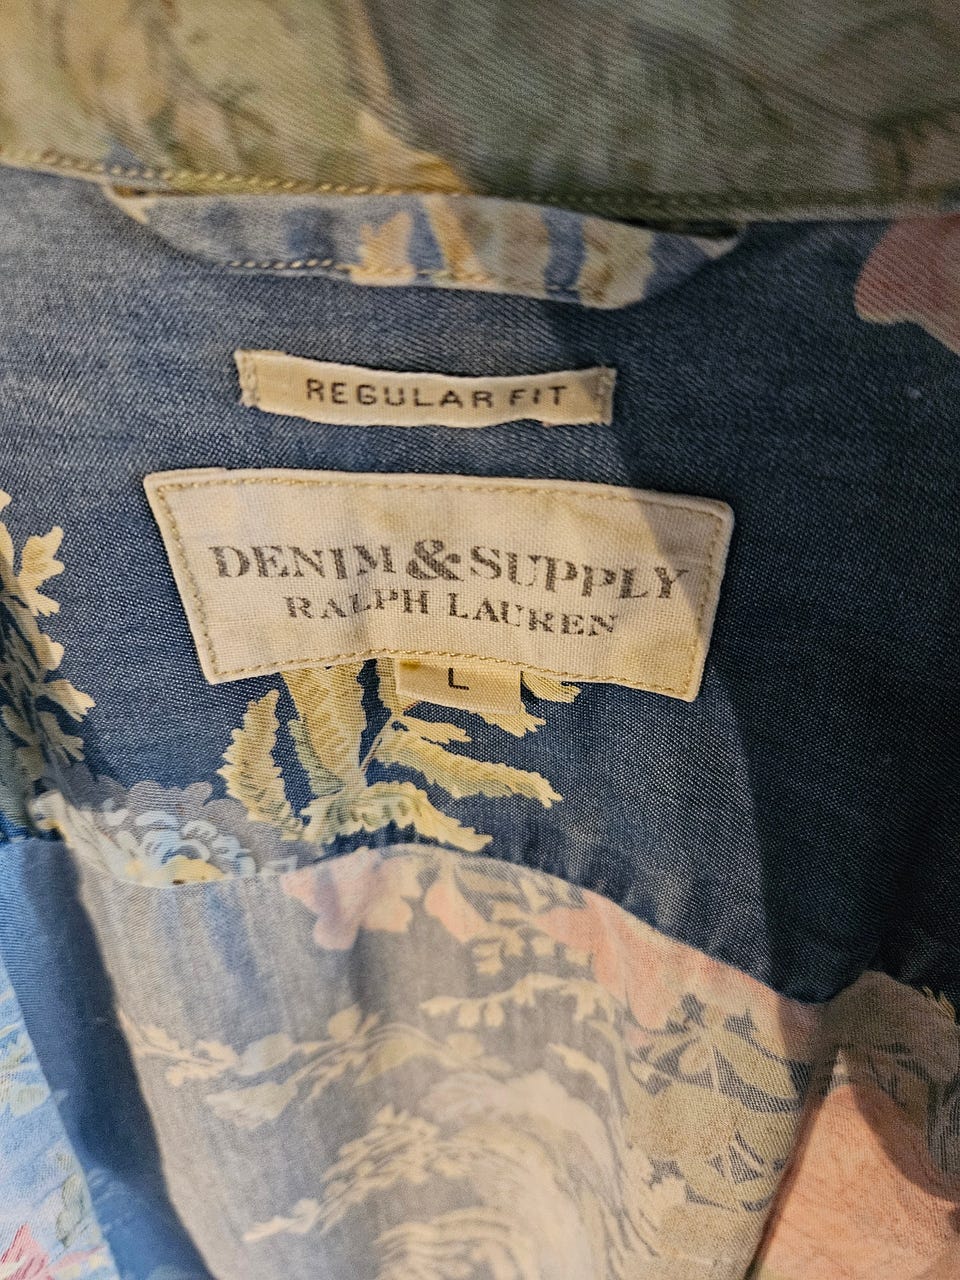 REGULAR FIT
DENIM & SUPPLY
RALPH LAUREN
L